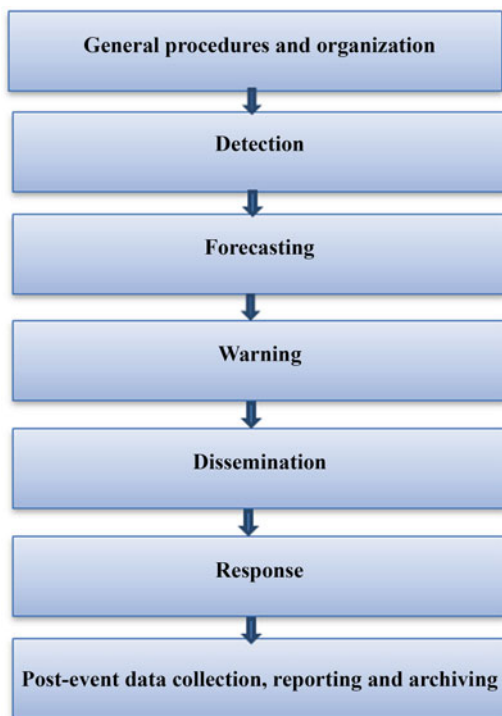 General procedures and organization
Detection
Forecasting
Warning
Dissemination
Response
Post-event data collection, reporting and archiving